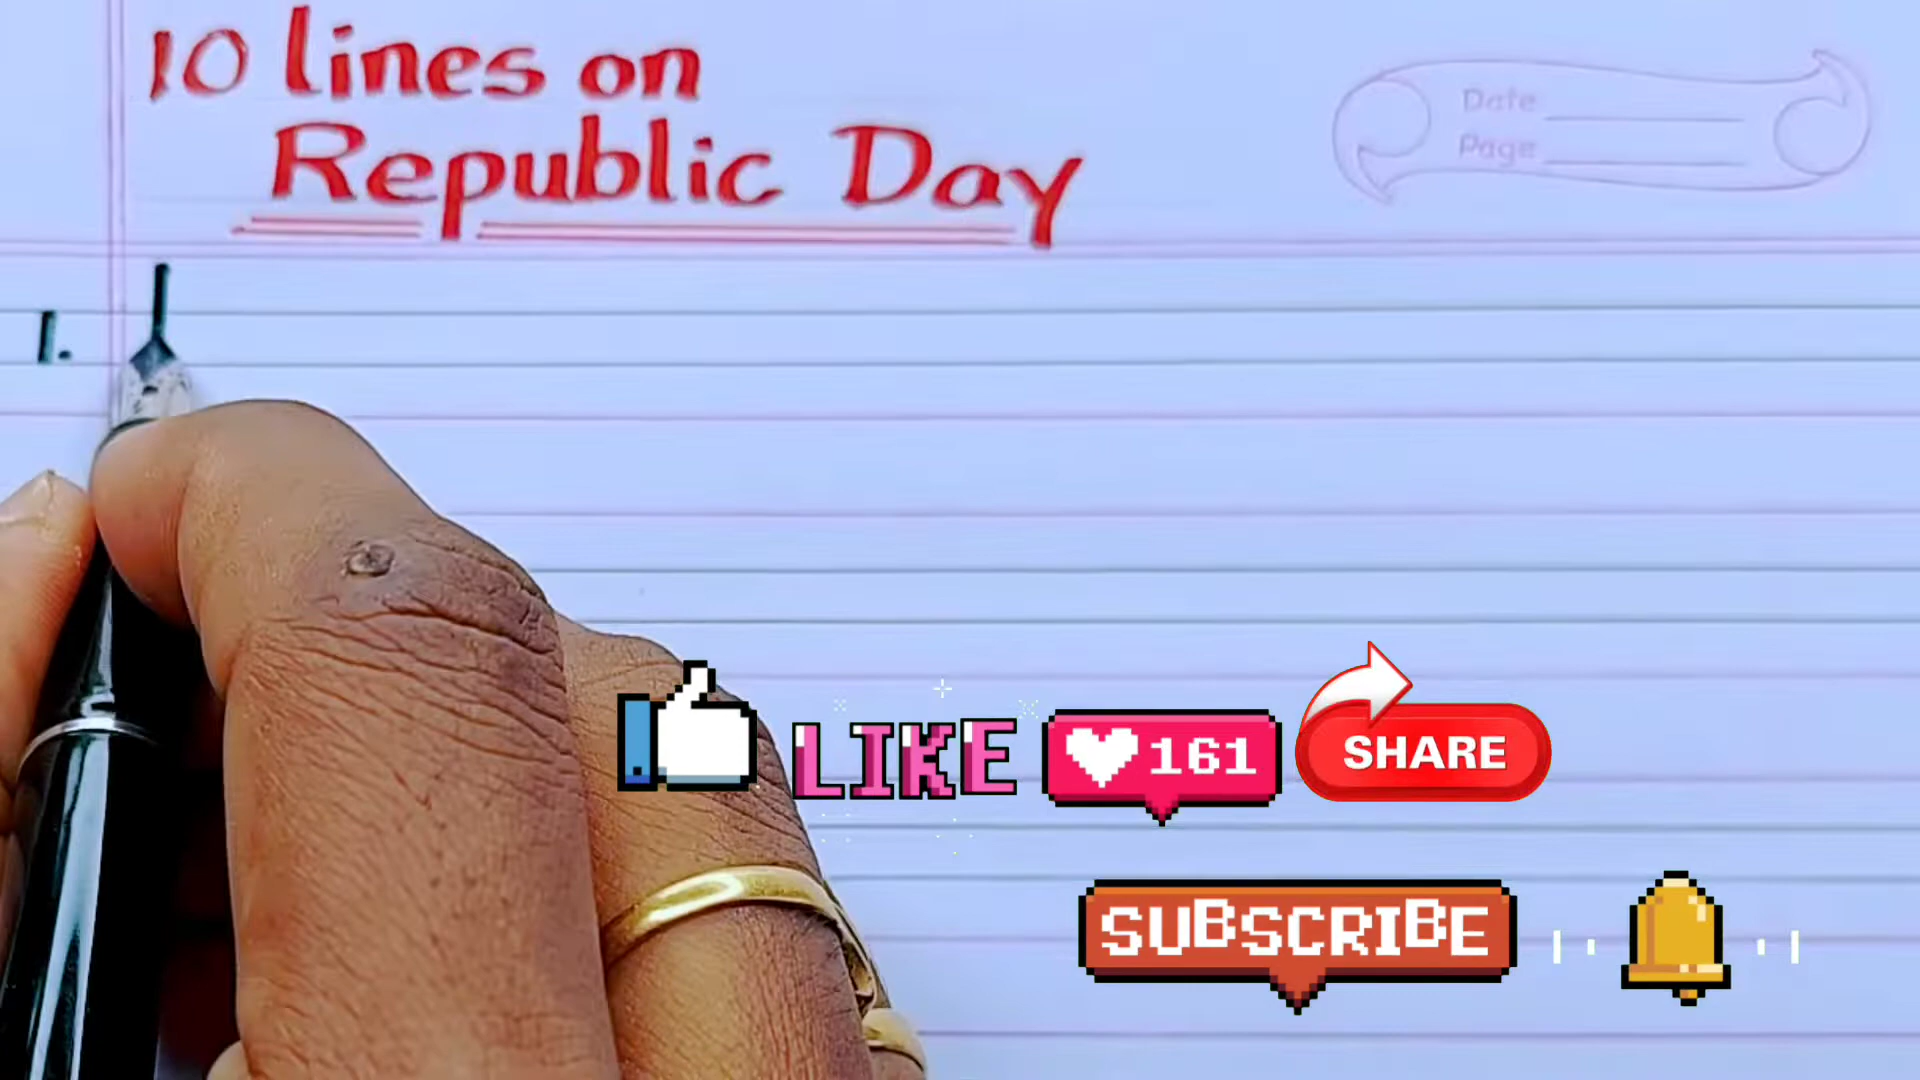 10 lines on
Republic Day
Date
Page
1.
LIKE
161
SHARE
SUBSCRIBE